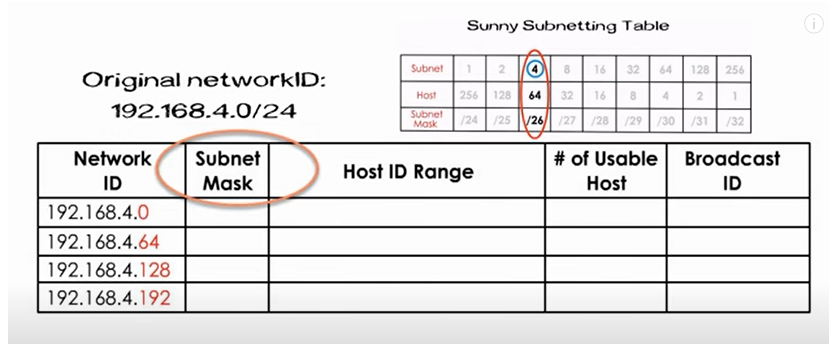 Sunny Subnetting Table
Original networkID:
192.168.4.0/24
Subnet 1 2 4 8 16 32 64 128 256
Host 256 128 64 32 16 8 4 2 1
Subnet Mask /24 /25 /26 /27 /28 /29 /30 /31 /32
Network ID Subnet Mask Host ID Range # of Usable Host Broadcast ID
192.168.4.0
192.168.4.64
192.168.4.128
192.168.4.192